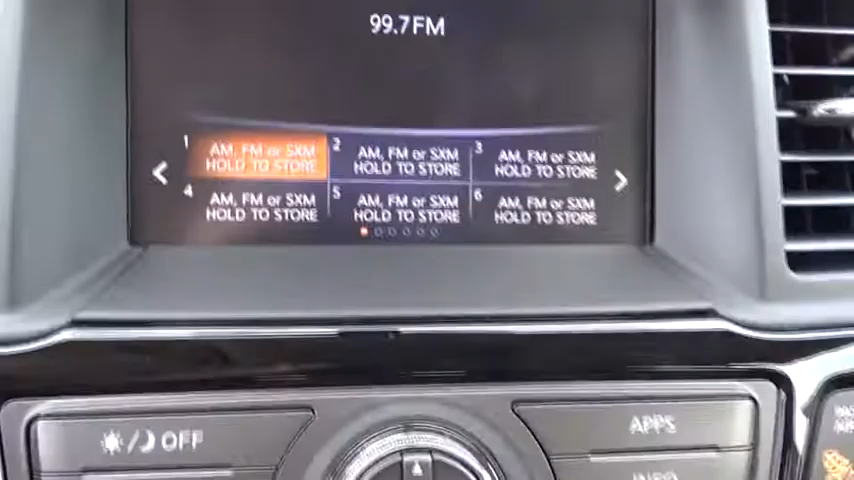 99.7FM
1 AM, FM or SXM
HOLD TO STORE
2 AM, FM or SXM
HOLD TO STORE
3 AM, FM or SXM
HOLD TO STORE
4 AM, FM or SXM
HOLD TO STORE
5 AM, FM or SXM
HOLD TO STORE
6 AM, FM or SXM
HOLD TO STORE
OFF
APPS
INFO